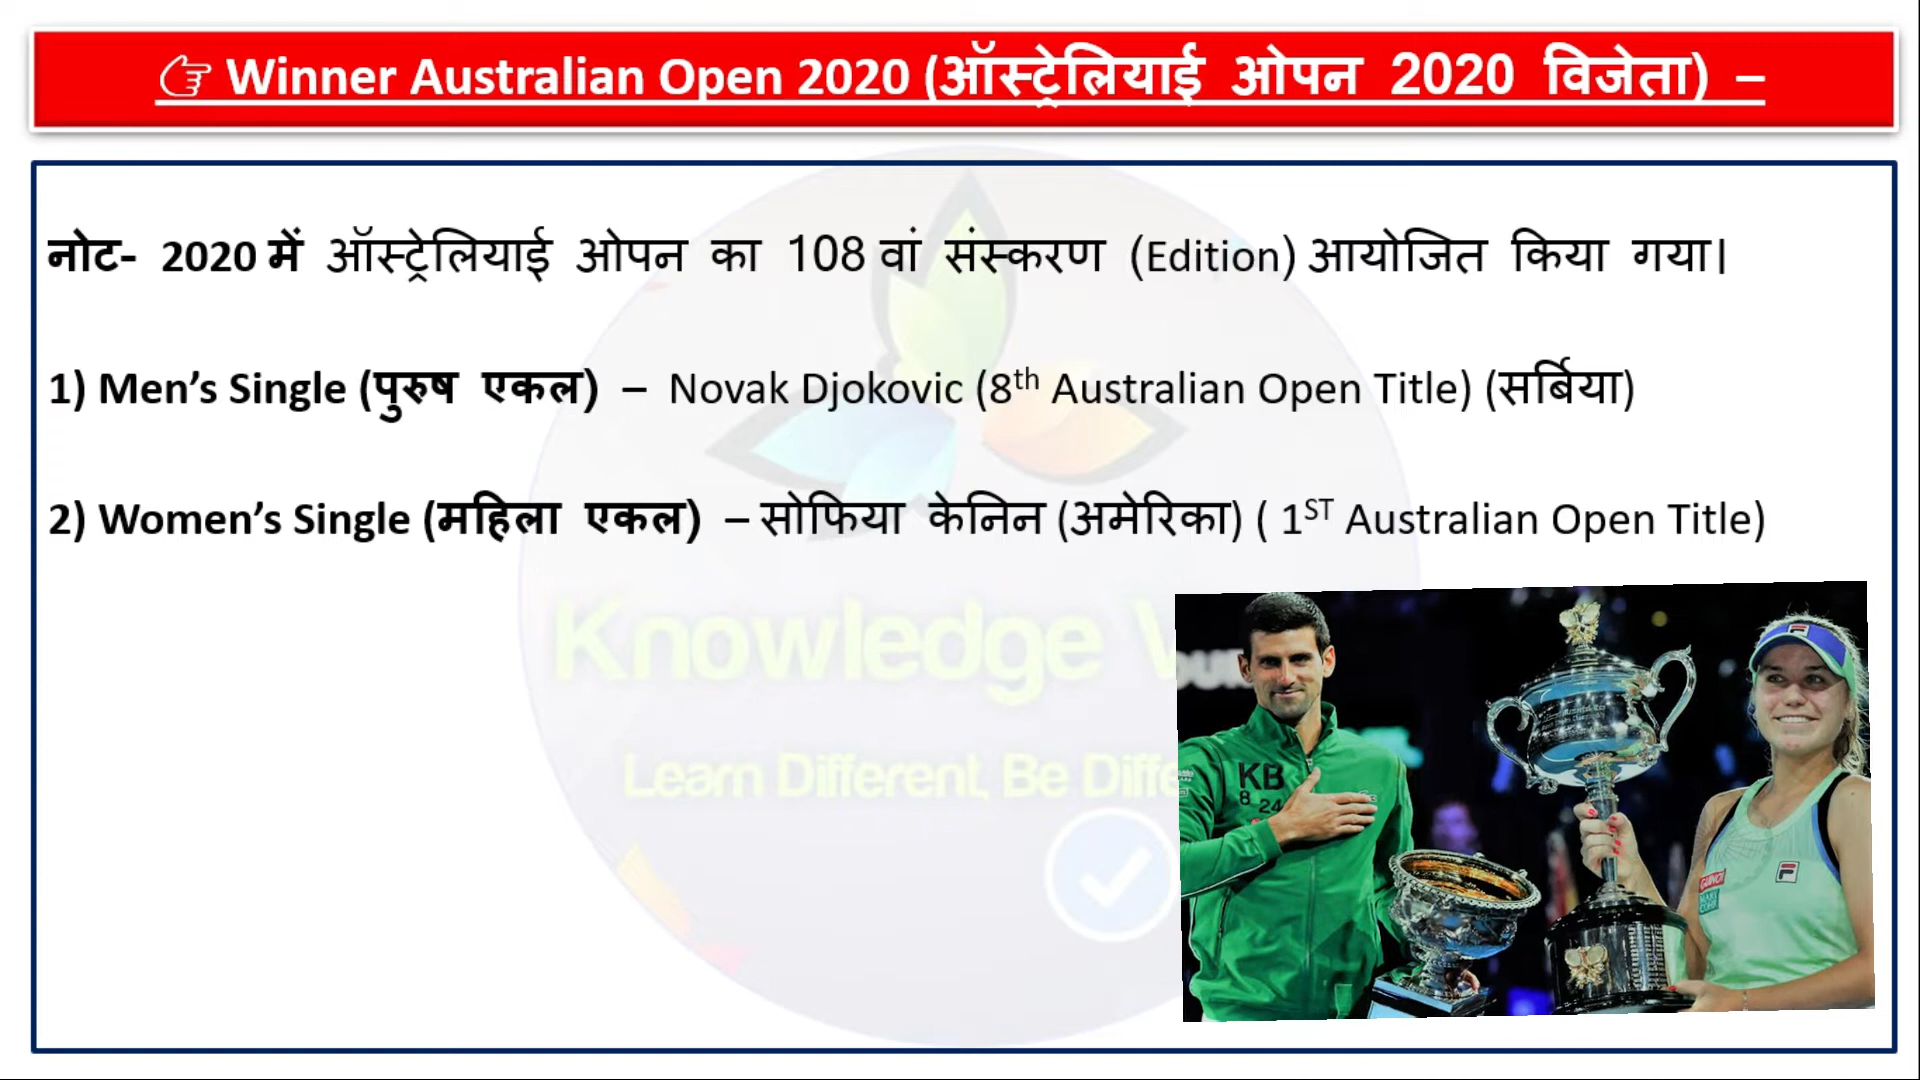 👉 Winner Australian Open 2020 (ऑस्ट्रेलियाई ओपन 2020 विजेता) –
नोट- 2020 में ऑस्ट्रेलियाई ओपन का 108 वां संस्करण (Edition) आयोजित किया गया।
1) Men’s Single (पुरुष एकल) – Novak Djokovic (8th Australian Open Title) (सर्बिया)
2) Women’s Single (महिला एकल) – सोफिया केनिन (अमेरिका) ( 1ST Australian Open Title)
Knowledge
Learn Different, Be
KB
8 24